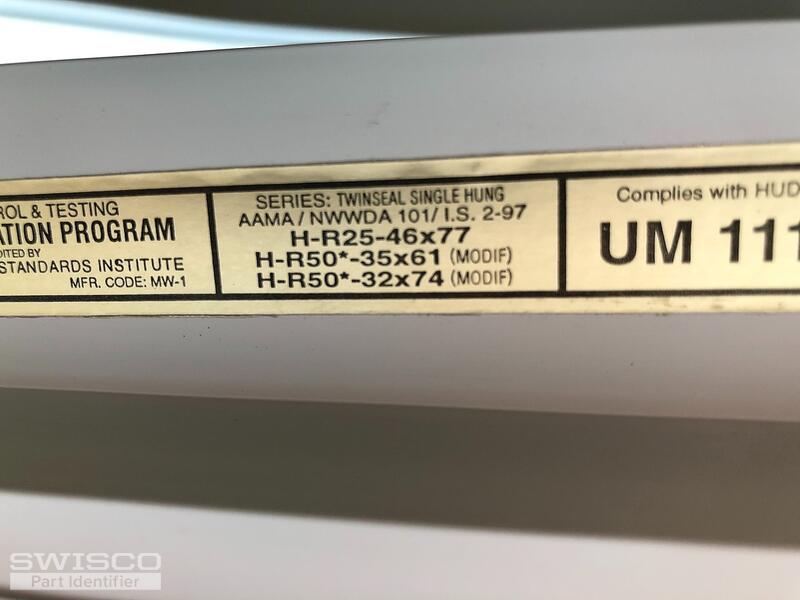 ROL & TESTING
ATION PROGRAM
DITED BY
STANDARDS INSTITUTE
MFR. CODE: MW-1
SERIES: TWINSEAL SINGLE HUNG
AAMA/NWWDA 101/I.S. 2-97
H-R25-46x77
H-R50*-35x61 (MODIF)
H-R50*-32x74 (MODIF)
Complies with HUD
UM 111
SWISCO
Part Identifier